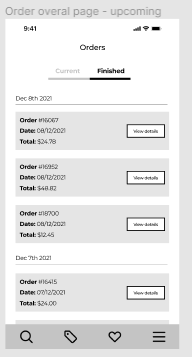 Order overal page - upcoming
9:41
Orders
Current Finished
Dec 8th 2021
Order #16067
Date: 08/12/2021
Total: $24.78
View details
Order #16952
Date: 08/12/2021
Total: $48.82
View details
Order #18700
Date: 08/12/2021
Total: $12.45
View details
Dec 7th 2021
Order #16415
Date: 07/12/2021
Total: $24.00
View details